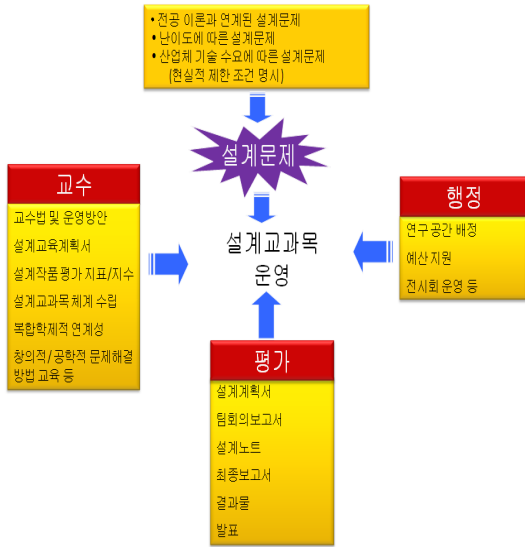 • 전공 이론과 연계된 설계문제
• 난이도에 따른 설계문제
• 산업체 기술 수요에 따른 설계문제
(현실적 제한 조건 명시)
설계문제
교수
교수법 및 운영방안
설계교육계획서
설계작품 평가 지표/지수
설계교과목 체계 수립
복합학제적 연계성
창의적/공학적 문제해결
방법 교육 등
설계교과목
운영
행정
연구 공간 배정
예산 지원
전시회 운영 등
평가
설계계획서
팀회의보고서
설계노트
최종보고서
결과물
발표